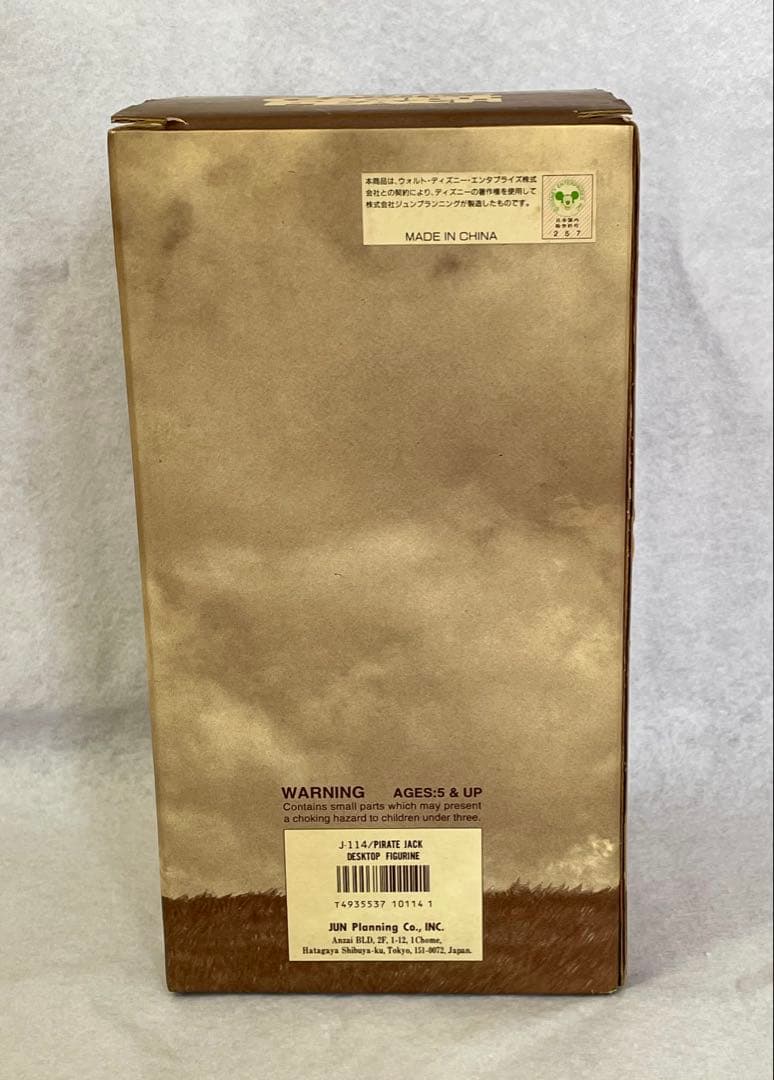 本商品は、ウォルト・ディズニー・エンタプライズ株式
会社との契約により、ディズニーの著作権を使用して
株式会社ジュンプランニングが製造したものです。
MADE IN CHINA
日本国内
257
WARNING AGES:5 & UP
Contains small parts which may present
a choking hazard to children under three.
J-114/PIRATE JACK
DESKTOP FIGURINE
T4935537 10114 1
JUN Planning Co., INC.
Anzai BLD, 2F, 1-12, 1Chome,
Hatagaya Shibuya-ku, Tokyo, 151-0072, Japan.